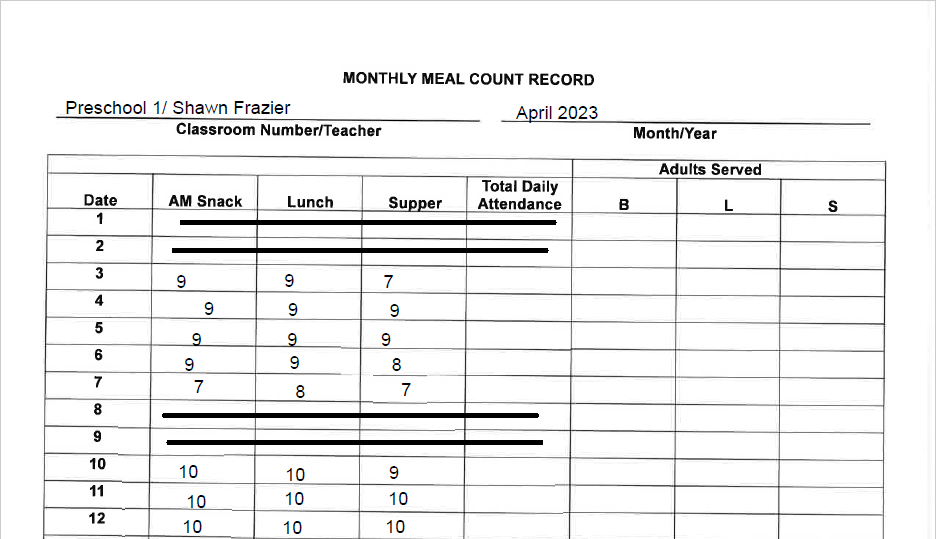 MONTHLY MEAL COUNT RECORD
Preschool 1/ Shawn Frazier April 2023
Classroom Number/Teacher Month/Year
Adults Served
Date AM Snack Lunch Supper Total Daily Attendance B L S
1
2
3 9 9 7
4 9 9 9
5 9 9 9
6 9 9 8
7 7 8 7
8
9
10 10 10 9
11 10 10 10
12 10 10 10